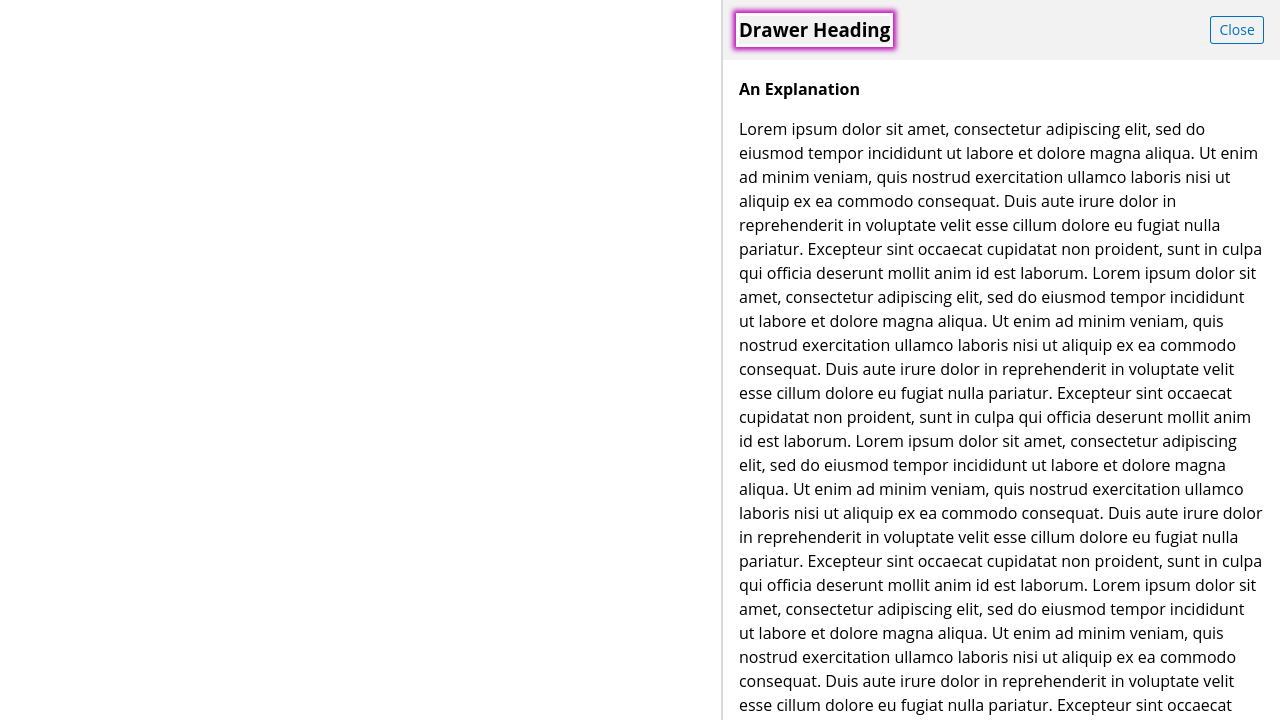 Drawer Heading
Close
An Explanation
Lorem ipsum dolor sit amet, consectetur adipiscing elit, sed do
eiusmod tempor incididunt ut labore et dolore magna aliqua. Ut enim
ad minim veniam, quis nostrud exercitation ullamco laboris nisi ut
aliquip ex ea commodo consequat. Duis aute irure dolor in
reprehenderit in voluptate velit esse cillum dolore eu fugiat nulla
pariatur. Excepteur sint occaecat cupidatat non proident, sunt in culpa
qui officia deserunt mollit anim id est laborum. Lorem ipsum dolor sit
amet, consectetur adipiscing elit, sed do eiusmod tempor incididunt
ut labore et dolore magna aliqua. Ut enim ad minim veniam, quis
nostrud exercitation ullamco laboris nisi ut aliquip ex ea commodo
consequat. Duis aute irure dolor in reprehenderit in voluptate velit
esse cillum dolore eu fugiat nulla pariatur. Excepteur sint occaecat
cupidatat non proident, sunt in culpa qui officia deserunt mollit anim
id est laborum. Lorem ipsum dolor sit amet, consectetur adipiscing
elit, sed do eiusmod tempor incididunt ut labore et dolore magna
aliqua. Ut enim ad minim veniam, quis nostrud exercitation ullamco
laboris nisi ut aliquip ex ea commodo consequat. Duis aute irure dolor
in reprehenderit in voluptate velit esse cillum dolore eu fugiat nulla
pariatur. Excepteur sint occaecat cupidatat non proident, sunt in culpa
qui officia deserunt mollit anim id est laborum. Lorem ipsum dolor sit
amet, consectetur adipiscing elit, sed do eiusmod tempor incididunt
ut labore et dolore magna aliqua. Ut enim ad minim veniam, quis
nostrud exercitation ullamco laboris nisi ut aliquip ex ea commodo
consequat. Duis aute irure dolor in reprehenderit in voluptate velit
esse cillum dolore eu fugiat nulla pariatur. Excepteur sint occaecat